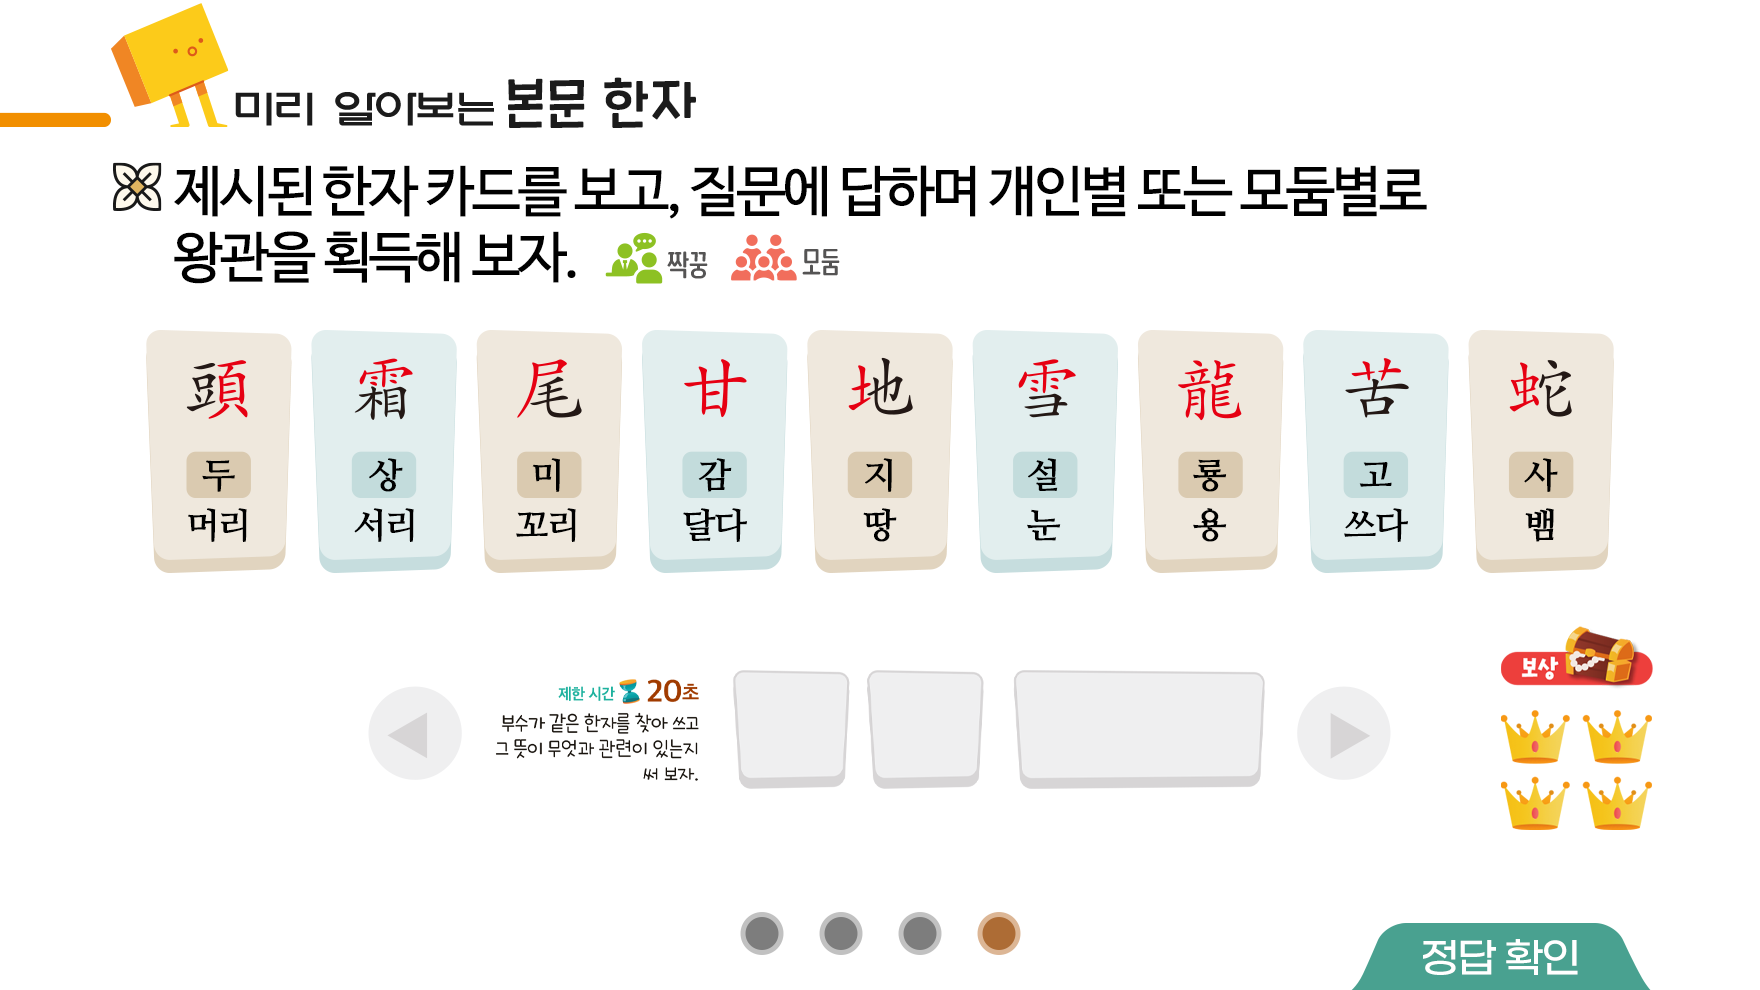 미리 알아보는 본문 한자
제시된 한자 카드를 보고, 질문에 답하며 개인별 또는 모둠별로
왕관을 획득해 보자. 짝꿍 모둠
頭 霜 尾 甘 地 雪 龍 苦 蛇
두 상 미 감 지 설 룡 고 사
머리 서리 꼬리 달다 땅 눈 용 쓰다 뱀
보상
제한 시간 20초
부수가 같은 한자를 찾아 쓰고
그 뜻이 무엇과 관련이 있는지
써 보자.
정답 확인